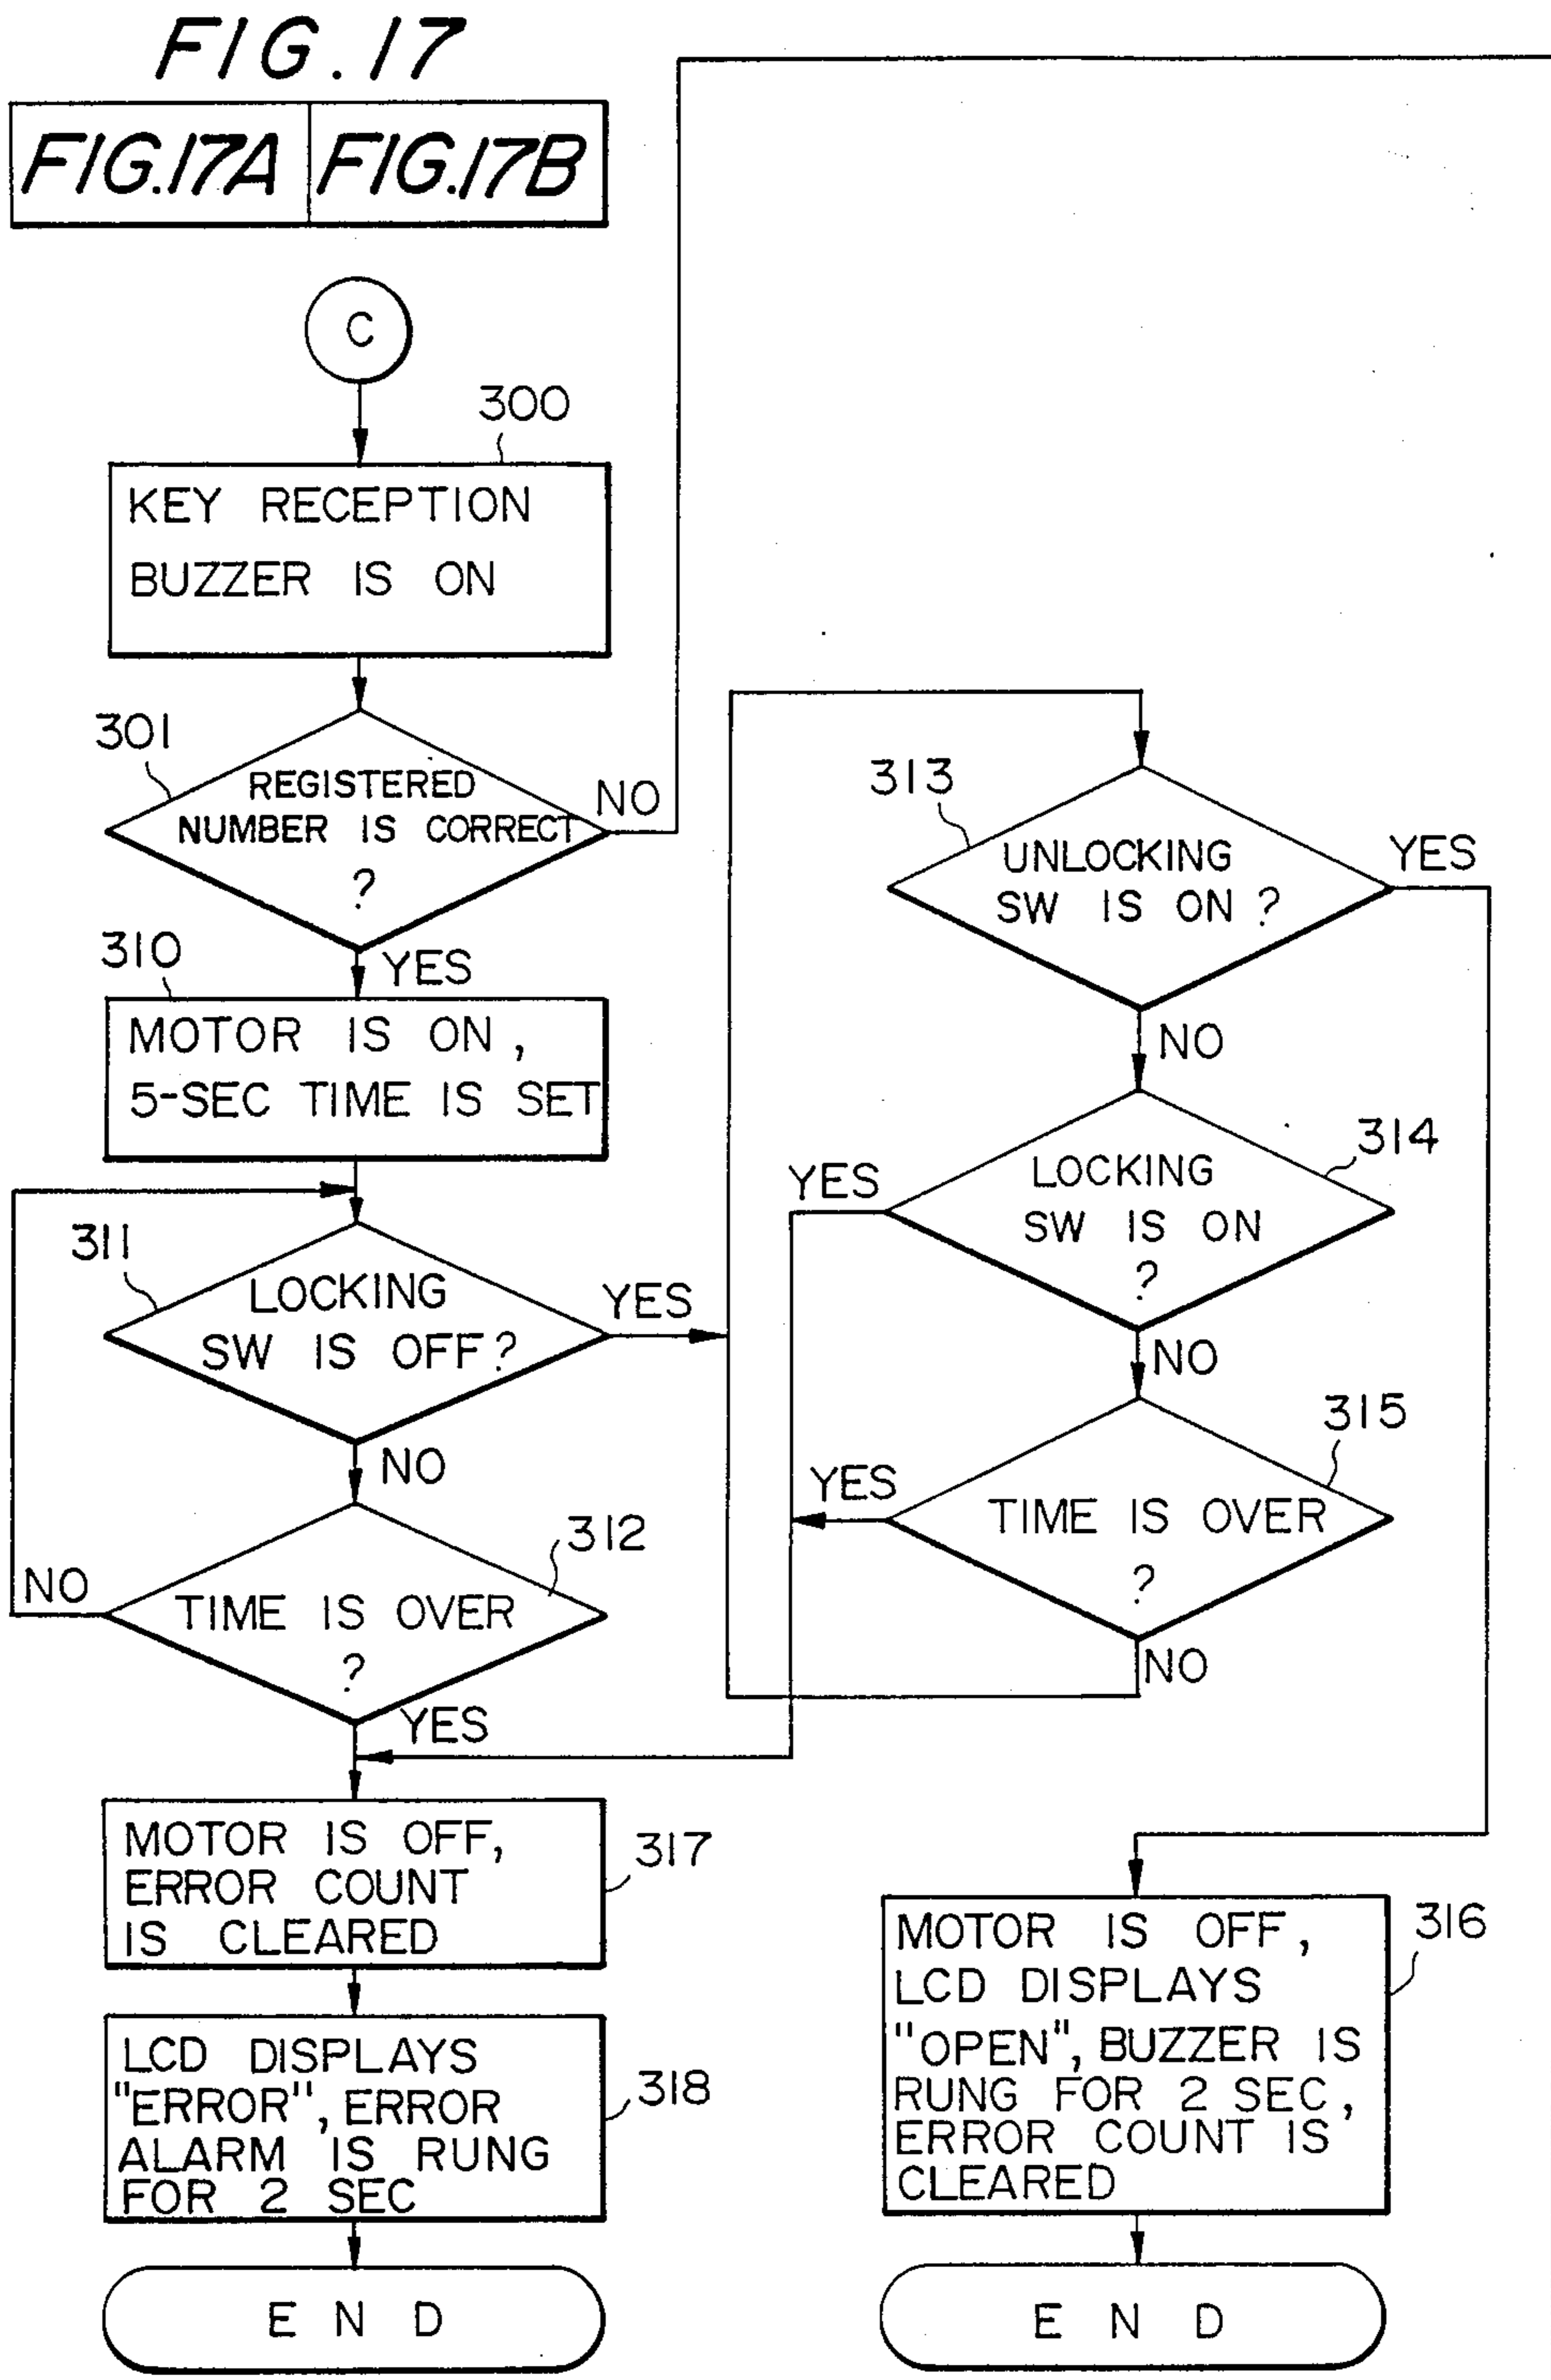 FIG. 17
FIG.17A
FIG.17B
C
300
KEY RECEPTION
BUZZER IS ON
301
REGISTERED
NUMBER IS CORRECT
?
NO
YES
310
MOTOR IS ON,
5-SEC TIME IS SET
311
LOCKING
SW IS OFF?
YES
NO
312
TIME IS OVER
?
NO
YES
317
MOTOR IS OFF,
ERROR COUNT
IS CLEARED
318
LCD DISPLAYS
"ERROR", ERROR
ALARM IS RUNG
FOR 2 SEC
END
313
UNLOCKING
SW IS ON?
YES
NO
314
LOCKING
SW IS ON
?
YES
NO
315
TIME IS OVER
?
YES
NO
316
MOTOR IS OFF,
LCD DISPLAYS
"OPEN", BUZZER IS
RUNG FOR 2 SEC,
ERROR COUNT IS
CLEARED
END